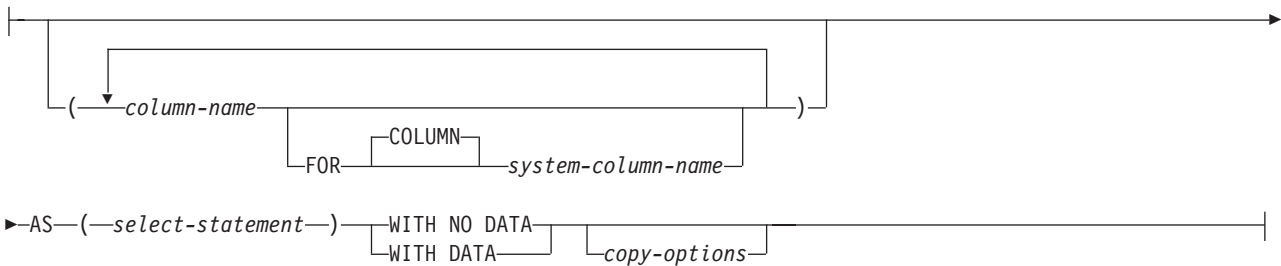 ( column-name )
COLUMN
FOR system-column-name
AS ( select-statement ) WITH NO DATA
WITH DATA copy-options